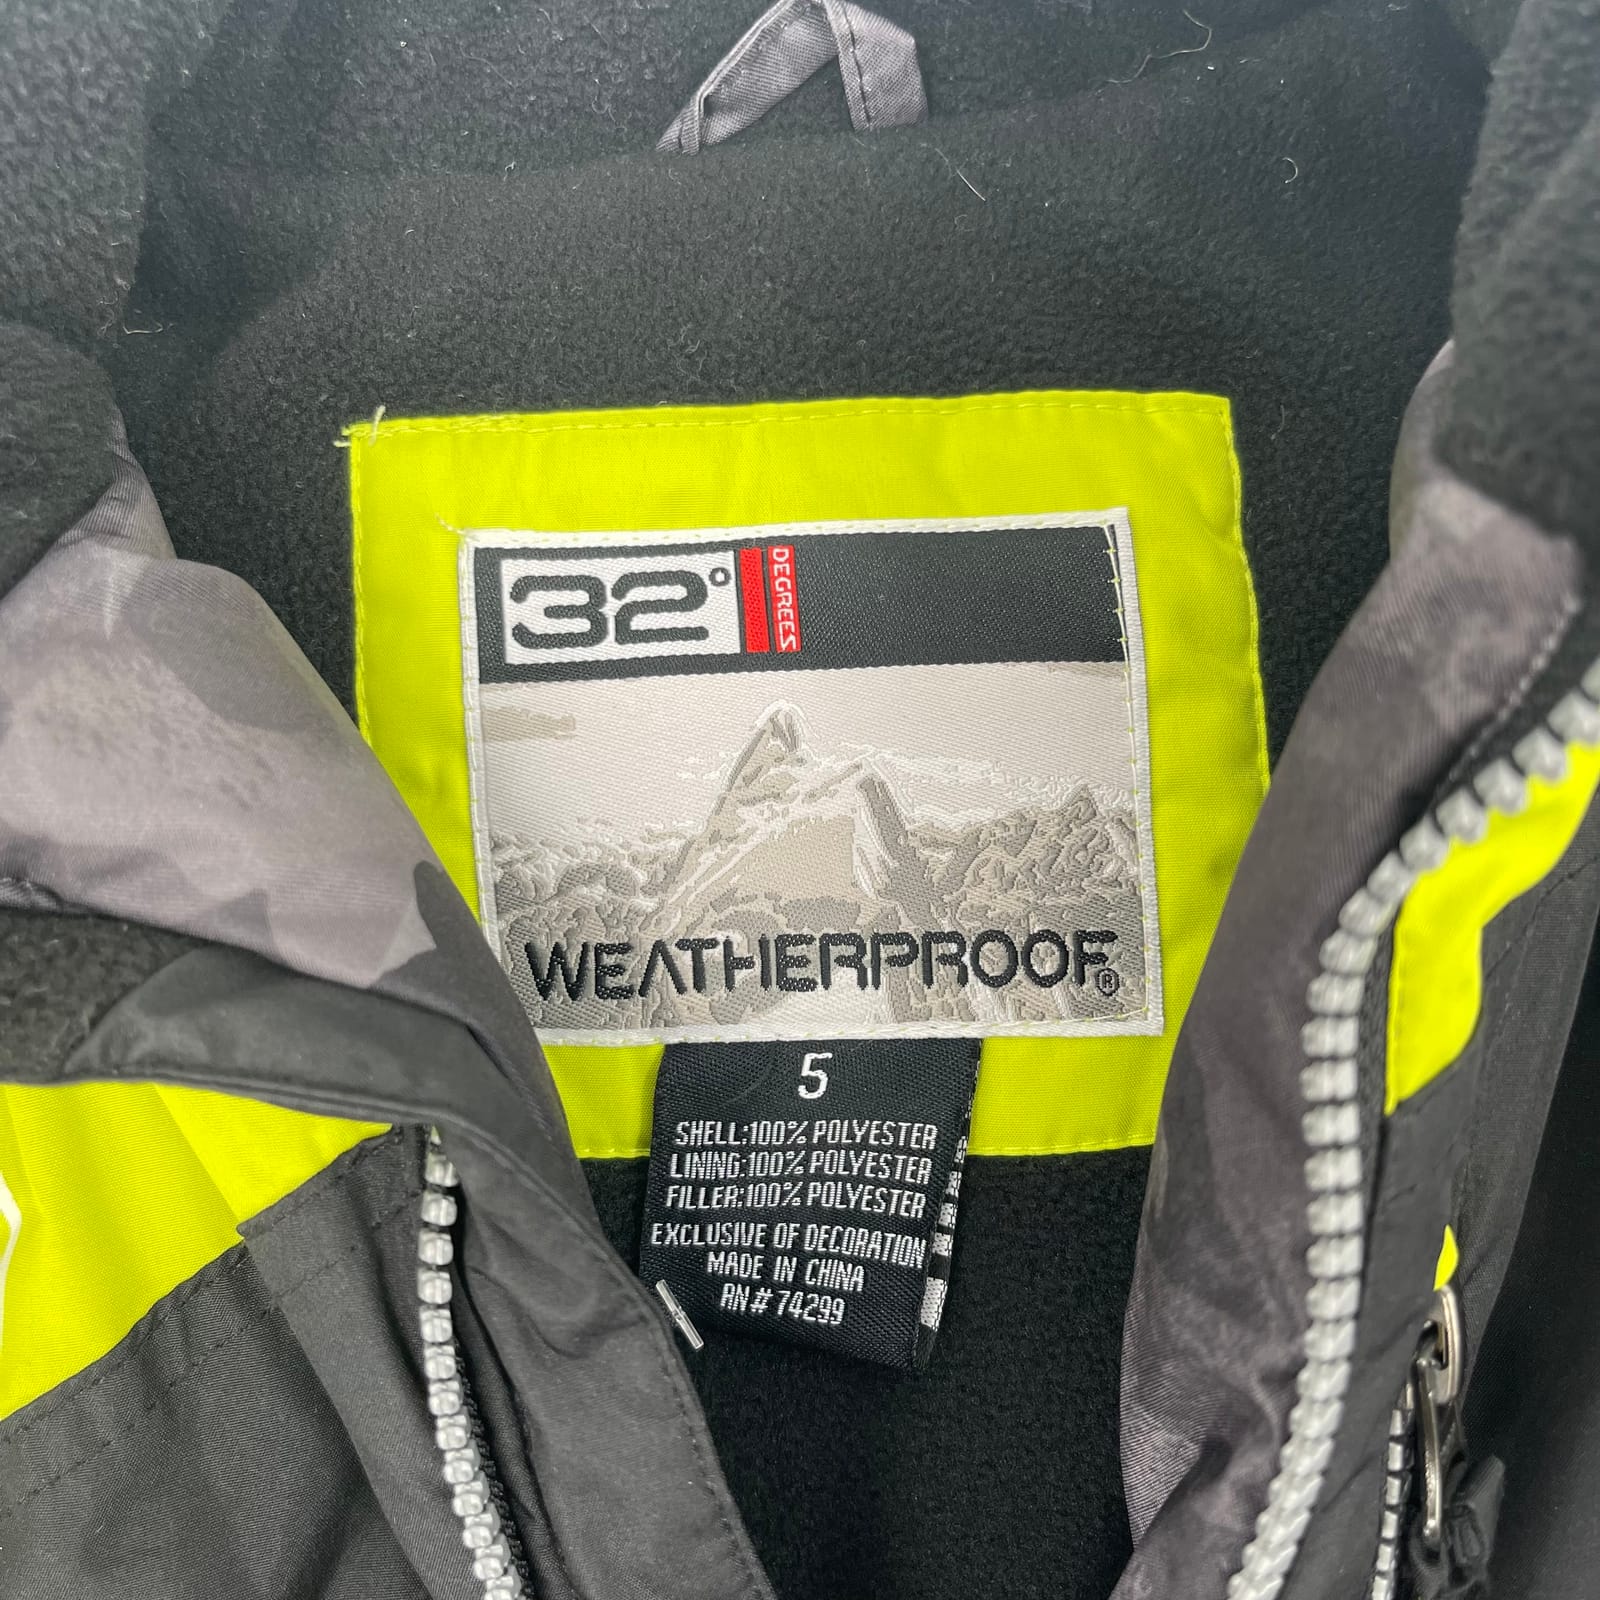 32°
DEGREES
WEATHERPROOF®
5
SHELL:100% POLYESTER
LINING:100% POLYESTER
FILLER:100% POLYESTER
EXCLUSIVE OF DECORATION
MADE IN CHINA
RN# 74299